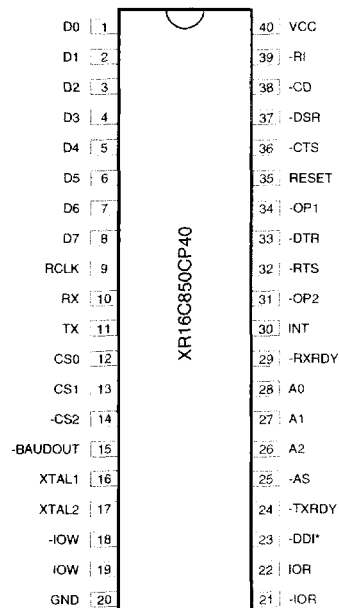 D0 1 40 VCC
D1 2 39 -RI
D2 3 38 -CD
D3 4 37 -DSR
D4 5 36 -CTS
D5 6 35 RESET
D6 7 34 -OP1
D7 8 33 -DTR
RCLK 9 32 -RTS
RX 10 31 -OP2
TX 11 30 INT
CS0 12 29 -RXRDY
CS1 13 28 A0
-CS2 14 27 A1
-BAUDOUT 15 26 A2
XTAL1 16 25 -AS
XTAL2 17 24 -TXRDY
-IOW 18 23 -DDI*
IOW 19 22 IOR
GND 20 21 -IOR
XR16C850CP40